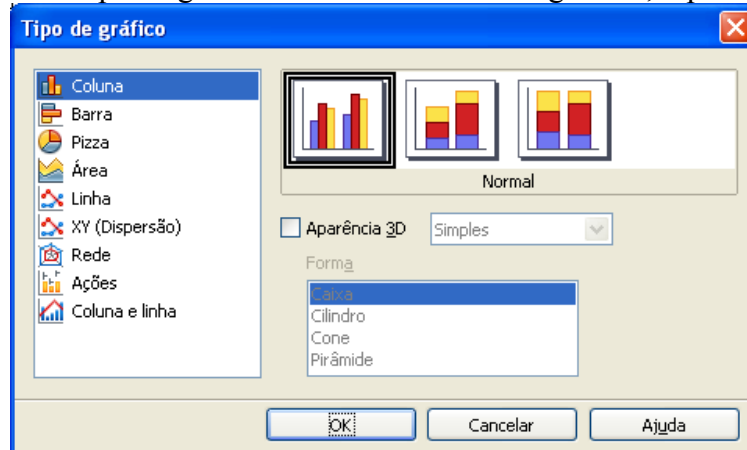 Tipo de gráfico
Coluna
Barra
Pizza
Área
Linha
XY (Dispersão)
Rede
Ações
Coluna e linha
Normal
Aparência 3D
Simples
Forma
Caixa
Cilindro
Cone
Pirâmide
OK
Cancelar
Ajuda